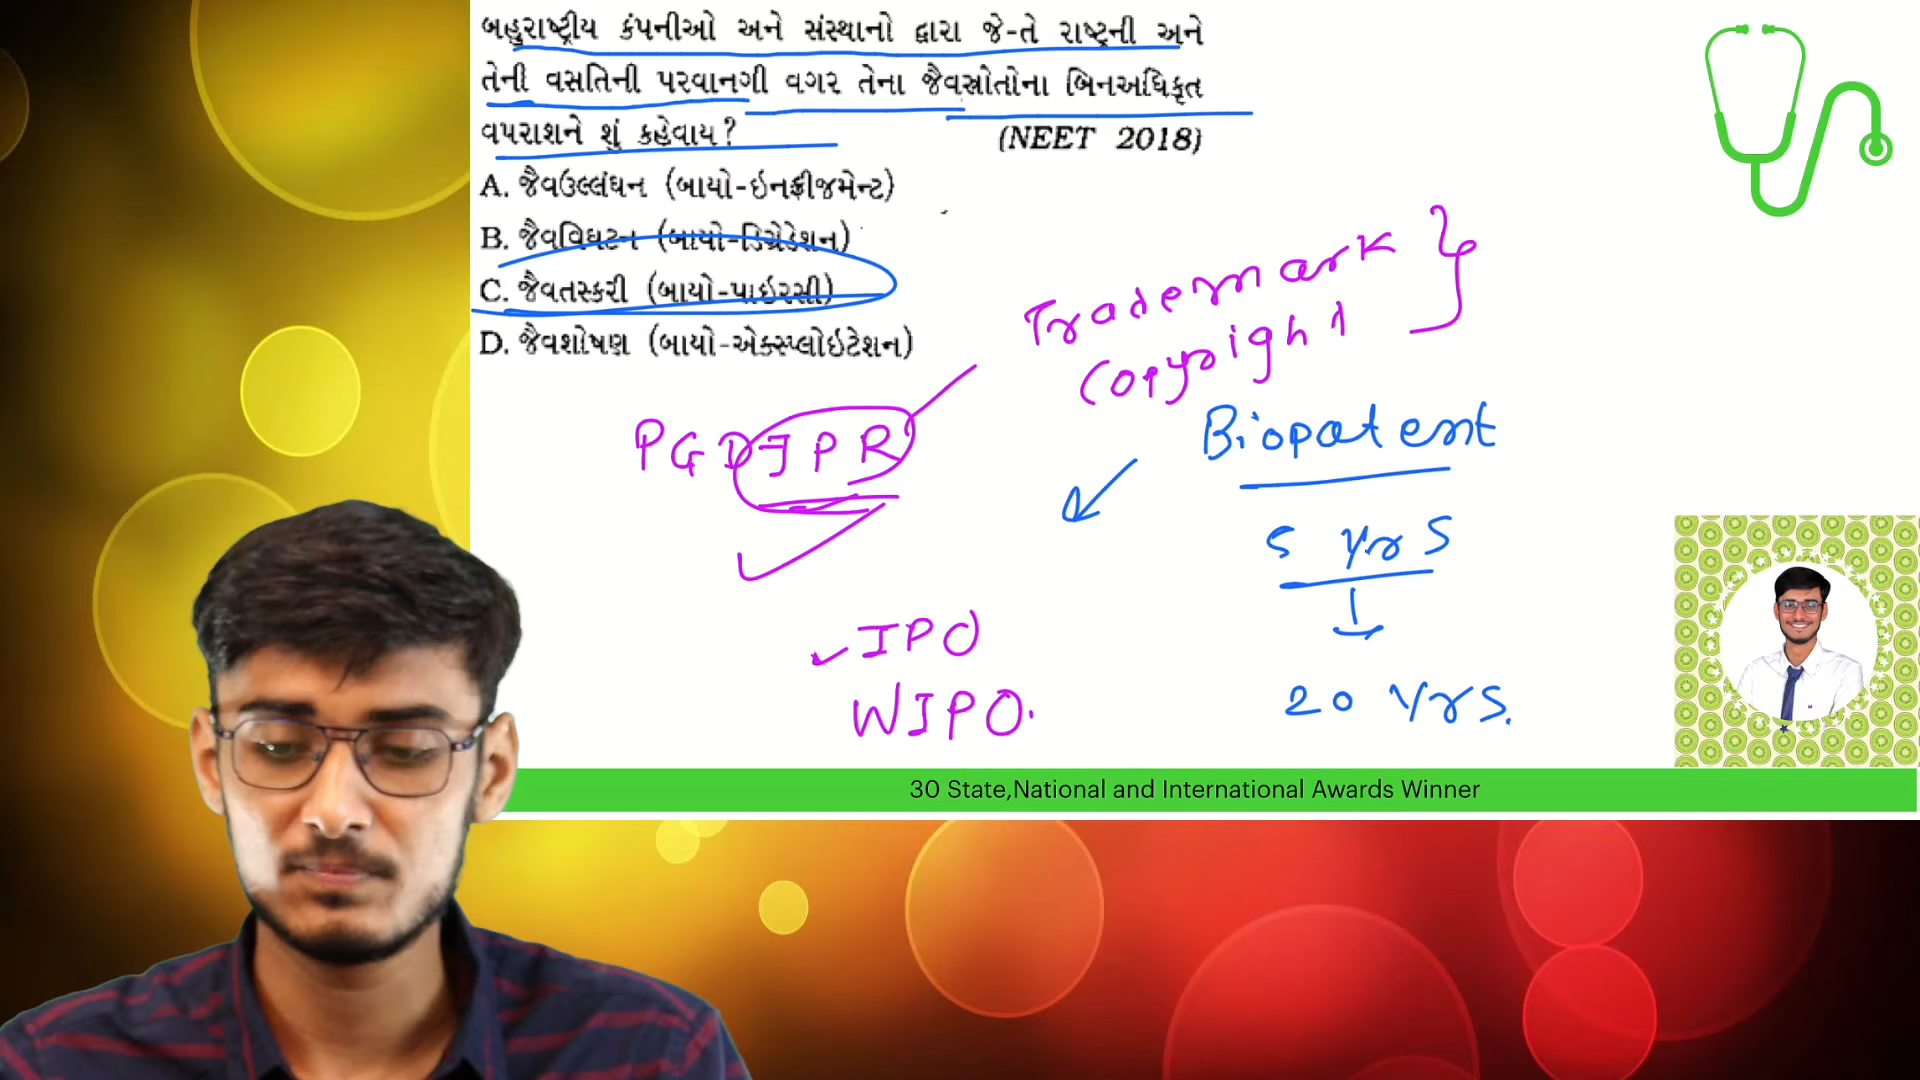 બહુરાષ્ટ્રીય કંપનીઓ અને સંસ્થાનો દ્વારા જે-તે રાષ્ટ્રની અને
તેની વસતિની પરવાનગી વગર તેના જૈવસ્રોતોના બિનઅધિકૃત
વપરાશને શું કહેવાય? (NEET 2018)
A. જૈવઉલ્લંઘન (બાયો-ઇનફ્રીજમેન્ટ)
B. જૈવવિઘટન (બાયો-ડિગ્રેડેશન)
C. જૈવતસ્કરી (બાયો-પાઇરસી)
D. જૈવશોષણ (બાયો-એક્સ્પ્લોઇટેશન)
Trademark
Copyright
PGDIPR
Biopatent
5 yrs
IPO
WIPO.
20 yrs.
30 State,National and International Awards Winner